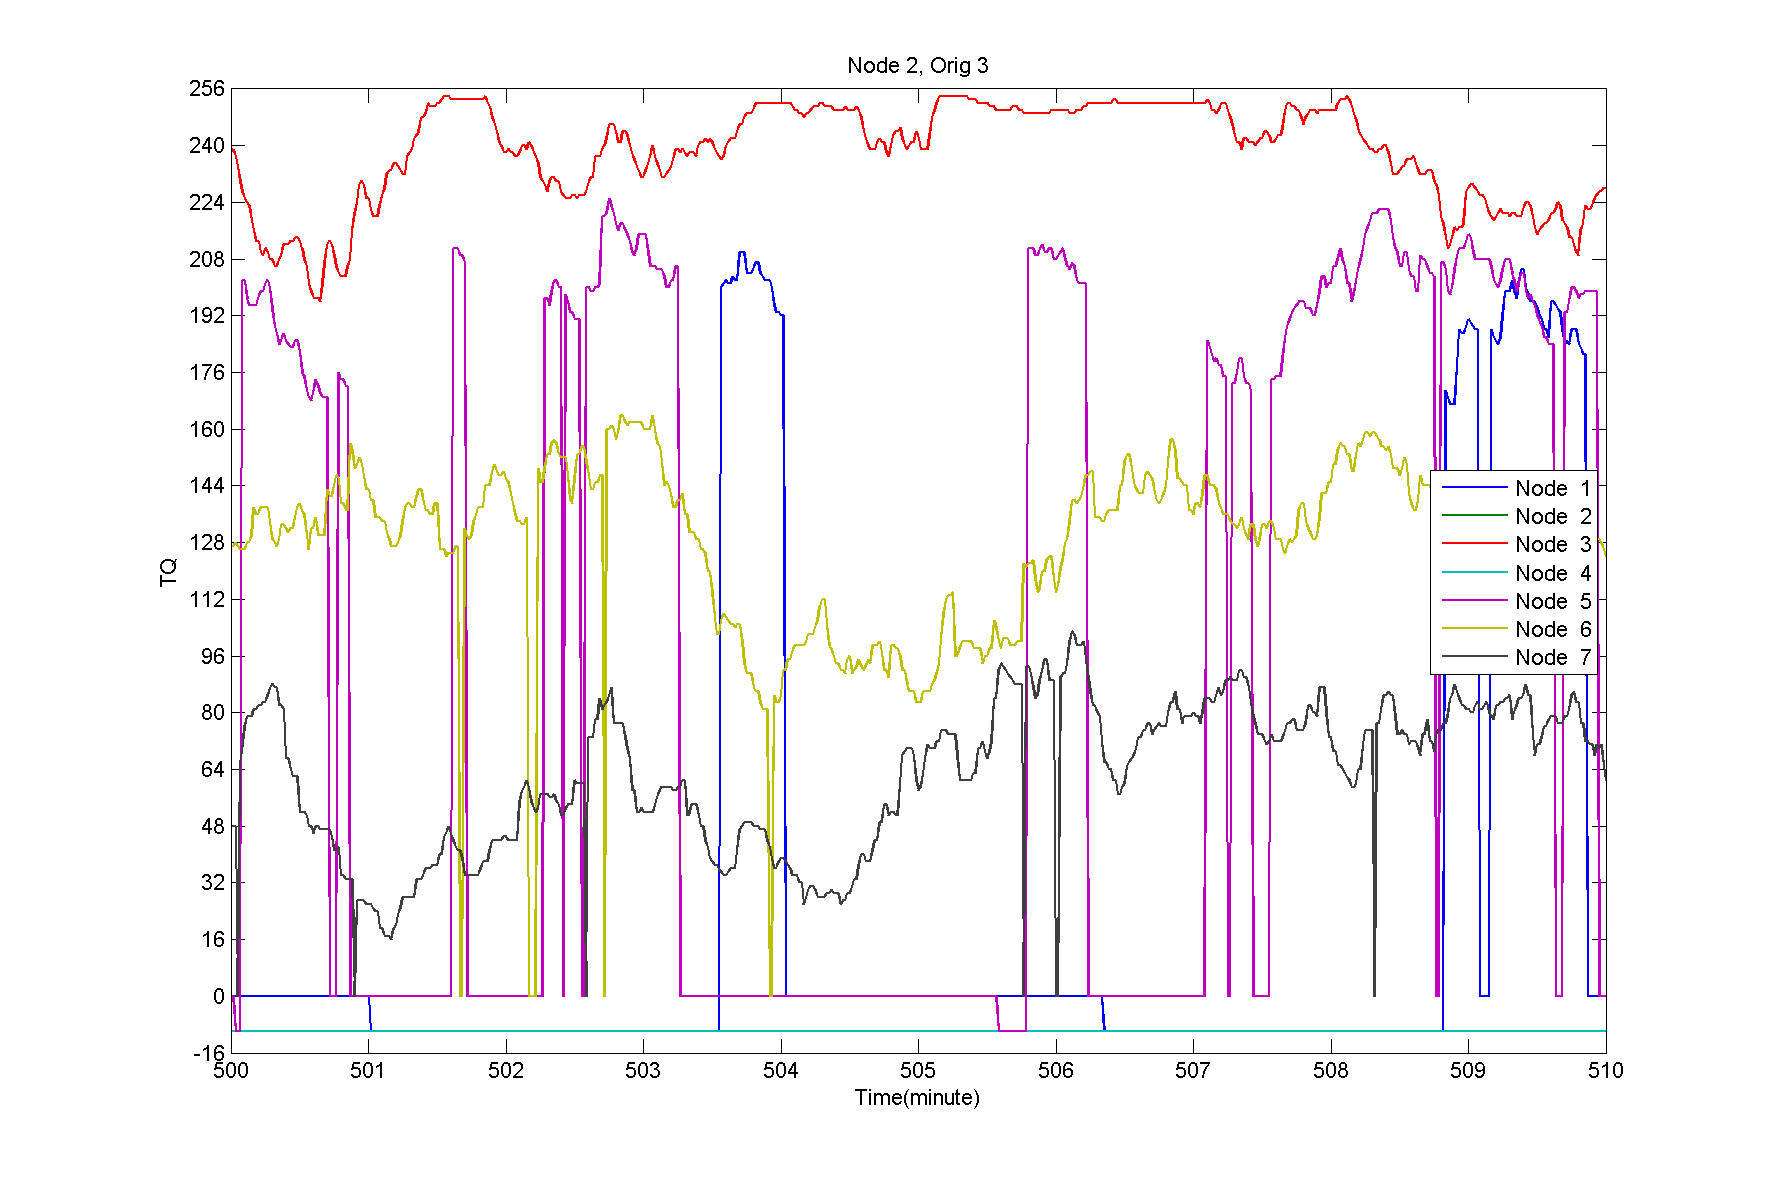 Node 2, Orig 3
256
240
224
208
192
176
160
144
128
112
96
80
64
48
32
16
0
-16
TQ
Node 1
Node 2
Node 3
Node 4
Node 5
Node 6
Node 7
500 501 502 503 504 505 506 507 508 509 510
Time(minute)